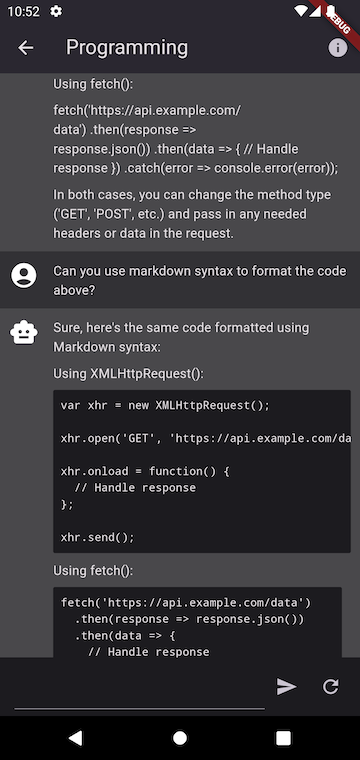 10:52
DEBUG
Programming
Using fetch():
fetch('https://api.example.com/
data') .then(response =>
response.json()) .then(data => { // Handle
response }) .catch(error => console.error(error));
In both cases, you can change the method type
('GET', 'POST', etc.) and pass in any needed
headers or data in the request.
Can you use markdown syntax to format the code
above?
Sure, here's the same code formatted using
Markdown syntax:
Using XMLHttpRequest():
var xhr = new XMLHttpRequest();
xhr.open('GET', 'https://api.example.com/da
xhr.onload = function() {
// Handle response
};
xhr.send();
Using fetch():
fetch('https://api.example.com/data')
.then(response => response.json())
.then(data => {
// Handle response